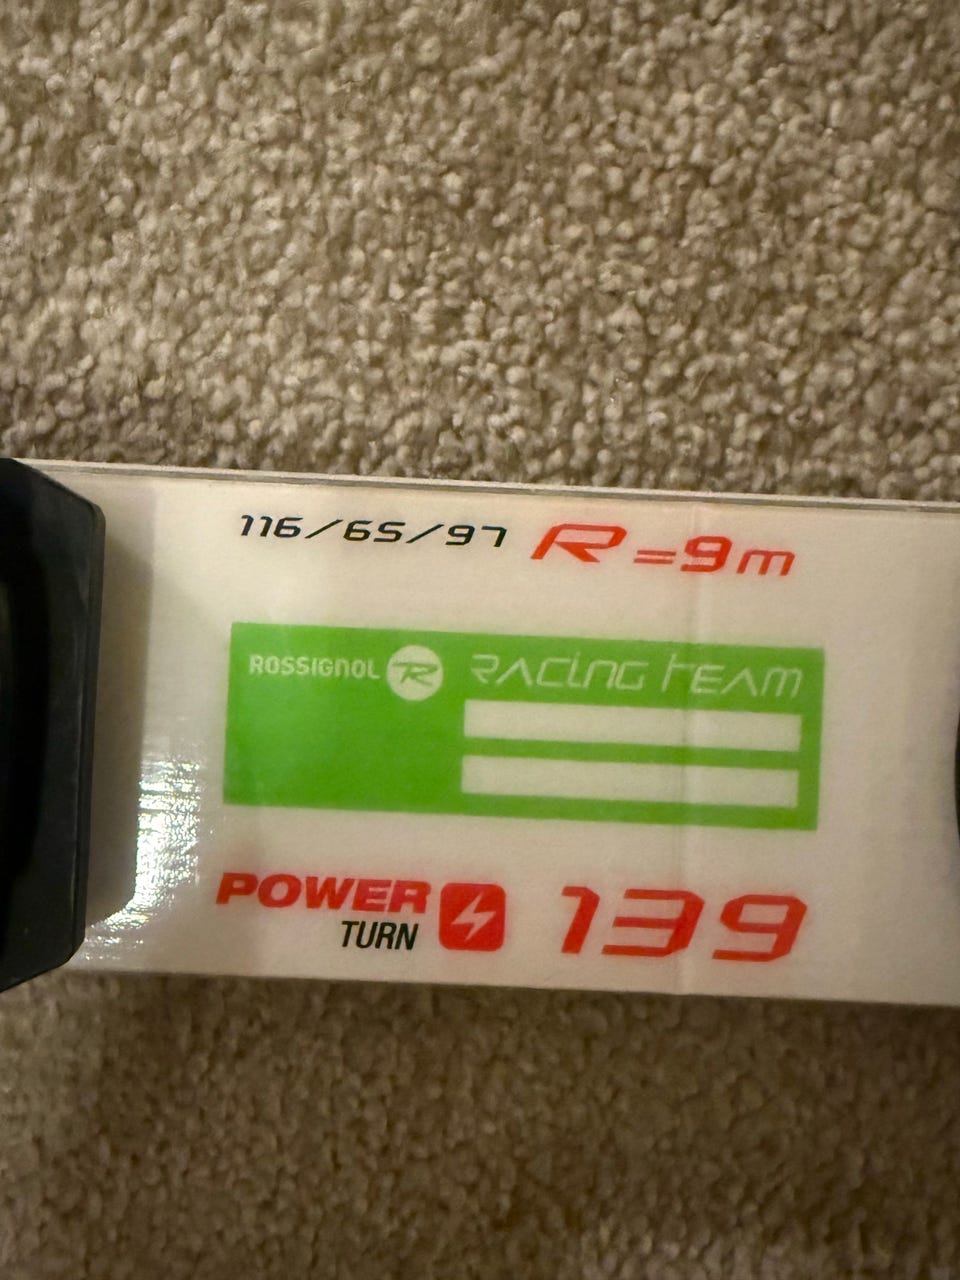 116/65/97 R=9m
ROSSIGNOL R RACING TEAM
POWER 139
TURN